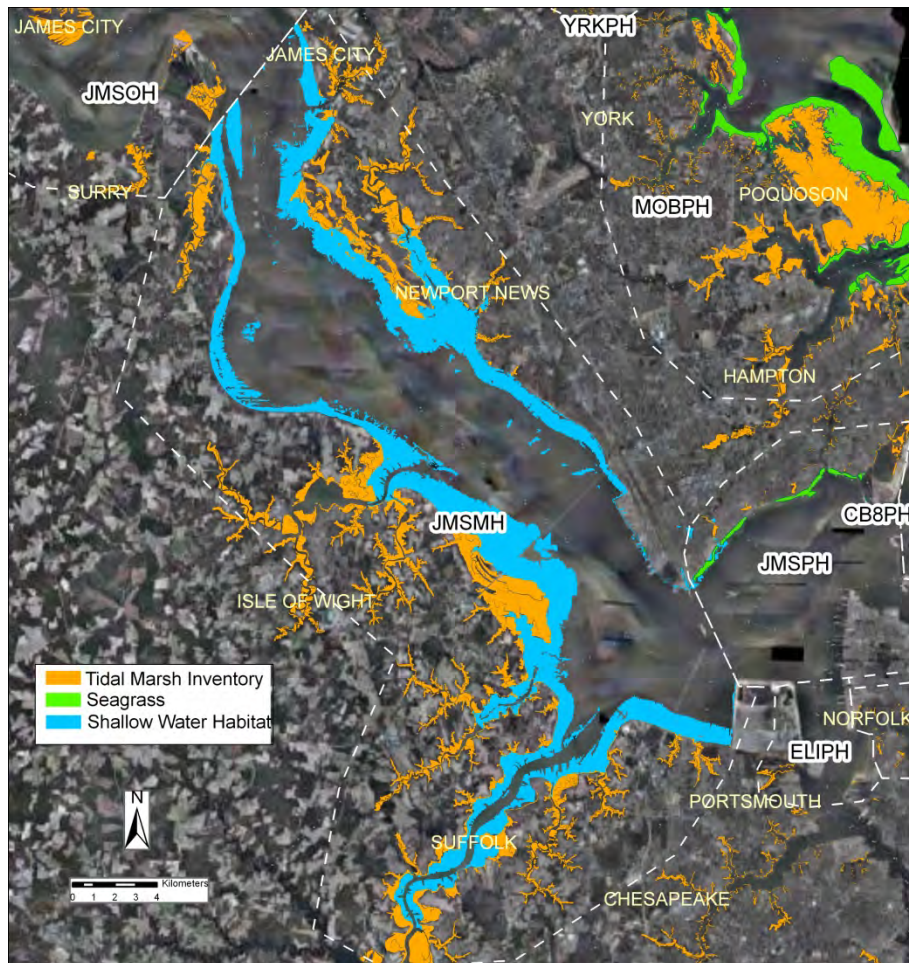 JAMES CITY
YRKPH
JAMES CITY
JMSOH
YORK
SURRY
POQUOSON
MOBPH
NEWPORT NEWS
HAMPTON
CB8PH
JMSMH
JMSPH
ISLE OF WIGHT
Tidal Marsh Inventory
Seagrass
Shallow Water Habitat
NORFOLK
ELIPH
PORTSMOUTH
N
SUFFOLK
Kilometers
0 1 2 3 4
CHESAPEAKE